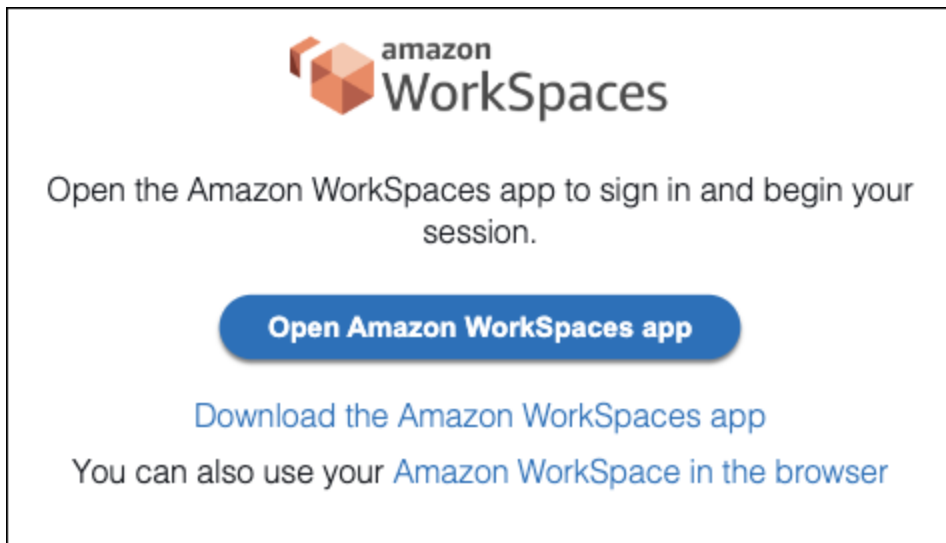 amazon
WorkSpaces
Open the Amazon WorkSpaces app to sign in and begin your
session.
Open Amazon WorkSpaces app
Download the Amazon WorkSpaces app
You can also use your Amazon WorkSpace in the browser